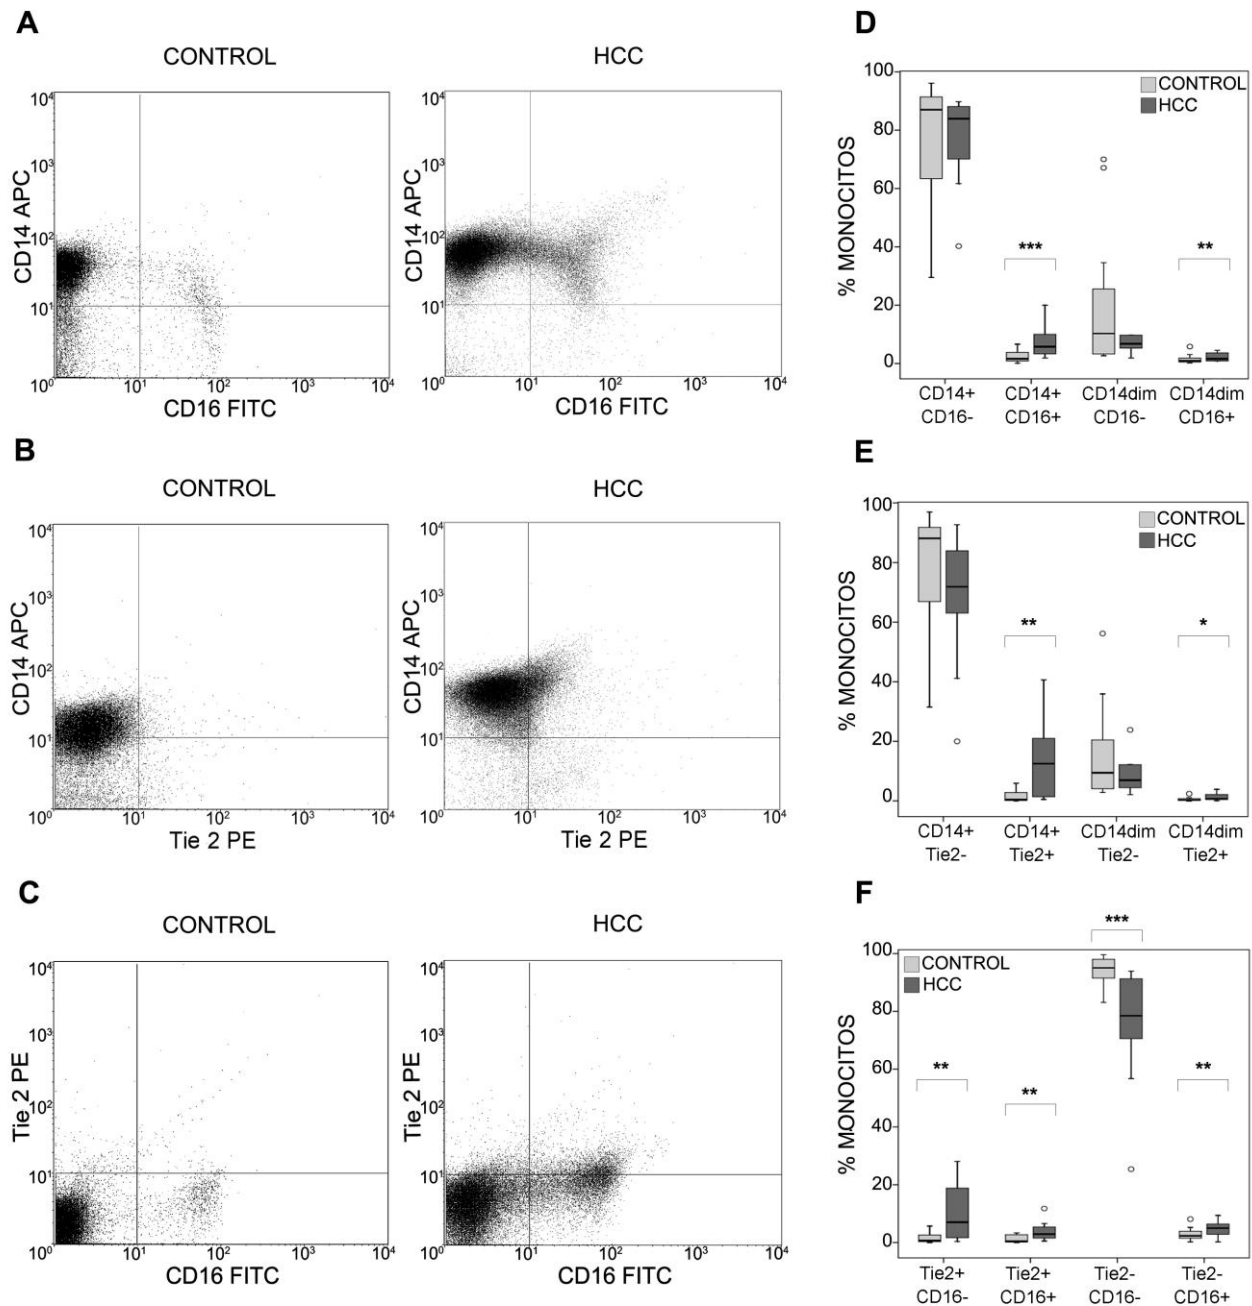 A
CONTROL
HCC
CD14 APC
10⁴
10³
10²
10¹
10⁰
10¹
10²
10³
10⁴
CD16 FITC
CD14 APC
10⁴
10³
10²
10¹
10⁰
10¹
10²
10³
10⁴
CD16 FITC
D
% MONOCITOS
100
80
60
40
20
0
CONTROL
HCC
***
**
CD14+ CD14+ CD14dim CD14dim
CD16- CD16+ CD16- CD16+
B
CONTROL
HCC
CD14 APC
10⁴
10³
10²
10¹
10⁰
10¹
10²
10³
10⁴
Tie 2 PE
CD14 APC
10⁴
10³
10²
10¹
10⁰
10¹
10²
10³
10⁴
Tie 2 PE
E
% MONOCITOS
100
80
60
40
20
0
CONTROL
HCC
**
*
CD14+ CD14+ CD14dim CD14dim
Tie2- Tie2+ Tie2- Tie2+
C
CONTROL
HCC
Tie 2 PE
10⁴
10³
10²
10¹
10⁰
10¹
10²
10³
10⁴
CD16 FITC
Tie 2 PE
10⁴
10³
10²
10¹
10⁰
10¹
10²
10³
10⁴
CD16 FITC
F
% MONOCITOS
100
80
60
40
20
0
CONTROL
HCC
**
**
***
**
Tie2+ Tie2+ Tie2- Tie2-
CD16- CD16+ CD16- CD16+